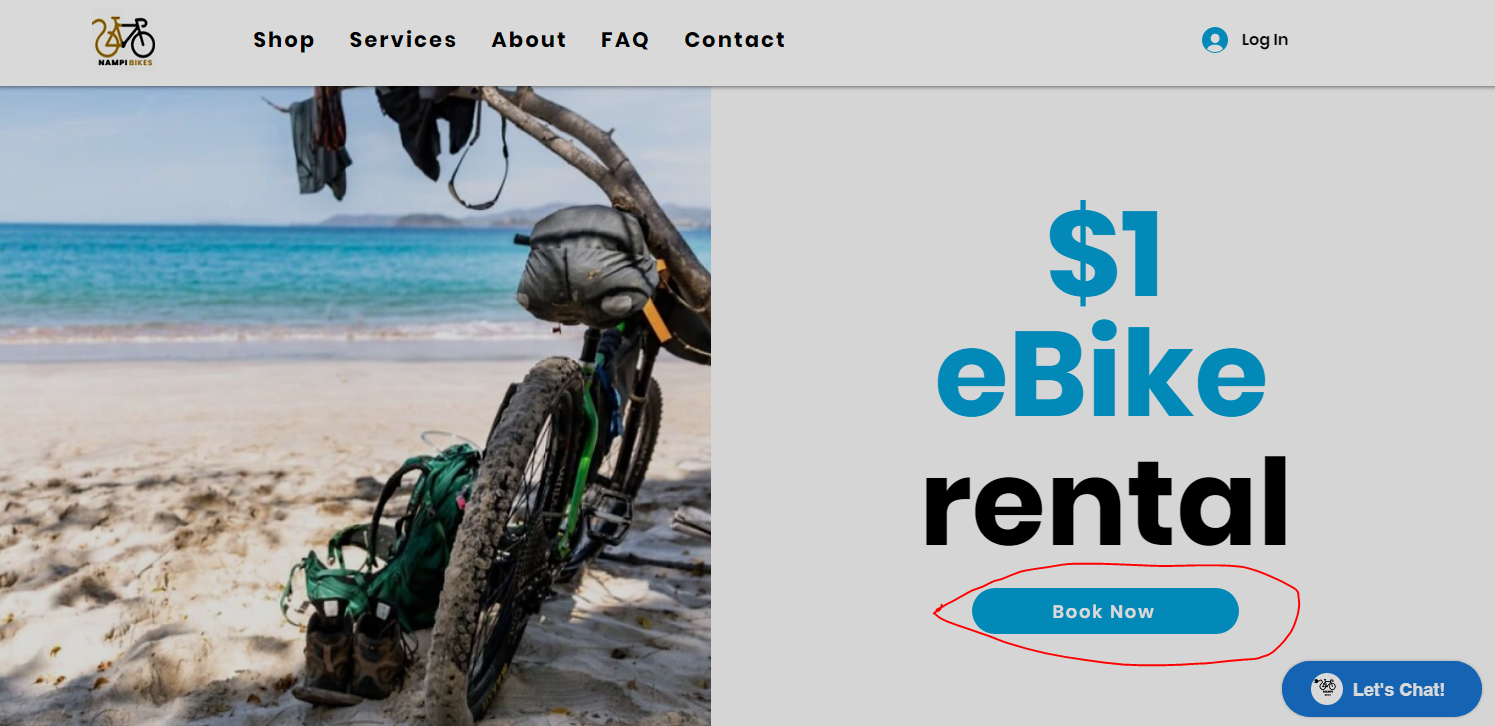 NAMPI BIKES
Shop Services About FAQ Contact
Log In
$1
eBike
rental
Book Now
Let's Chat!